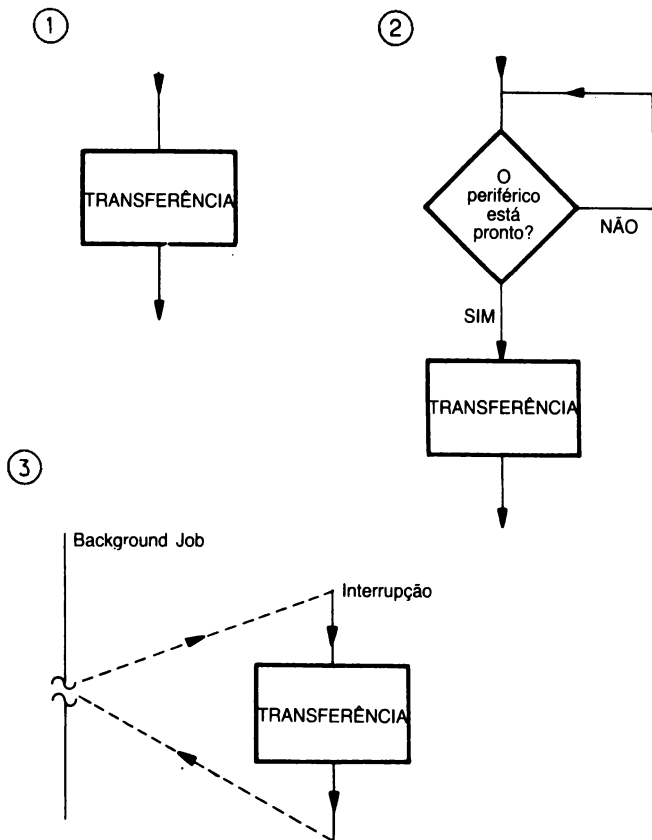 1
TRANSFERÊNCIA
2
O
periférico
está
pronto?
NÃO
SIM
TRANSFERÊNCIA
3
Background Job
Interrupção
TRANSFERÊNCIA